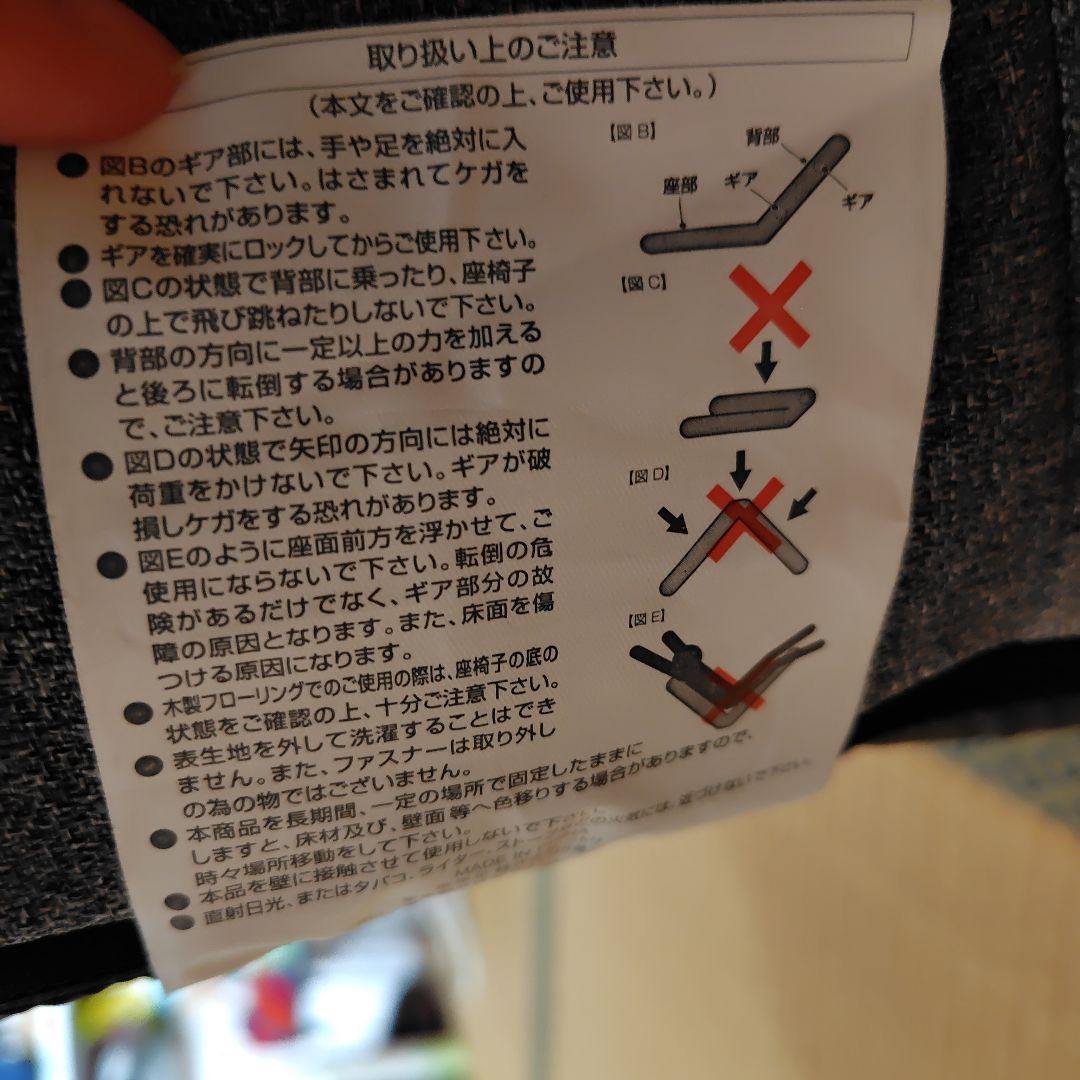 取り扱い上のご注意
(本文をご確認の上、ご使用下さい。)
● 図Bのギア部には、手や足を絶対に入
れないで下さい。はさまれてケガを
する恐れがあります。
● ギアを確実にロックしてからご使用下さい。
● 図Cの状態で背部に乗ったり、座椅子
の上で飛び跳ねたりしないで下さい。
● 背部の方向に一定以上の力を加える
と後ろに転倒する場合がありますの
で、ご注意下さい。
● 図Dの状態で矢印の方向には絶対に
荷重をかけないで下さい。ギアが破
損しケガをする恐れがあります。
● 図Eのように座面前方を浮かせて、ご
使用にならないで下さい。転倒の危
険があるだけでなく、ギア部分の故
障の原因となります。また、床面を傷
つける原因になります。
● 木製フローリングでのご使用の際は、座椅子の底の
状態をご確認の上、十分ご注意下さい。
● 表生地を外して洗濯することはでき
ません。また、ファスナーは取り外し
の為の物ではございません。
● 本商品を長期間、一定の場所で固定したままに
しますと、床材及び、壁面等へ色移りする場合がありますので、
時々場所移動をして下さい。
● 本品を壁に接触させて使用しないで下さい。
● 直射日光、またはタバコ、ライター、ストーブなどの火気には、近づけないで下さい
MADE IN
【図 B】
背部
座部
ギア
ギア
【図 C】
【図 D】
【図 E】